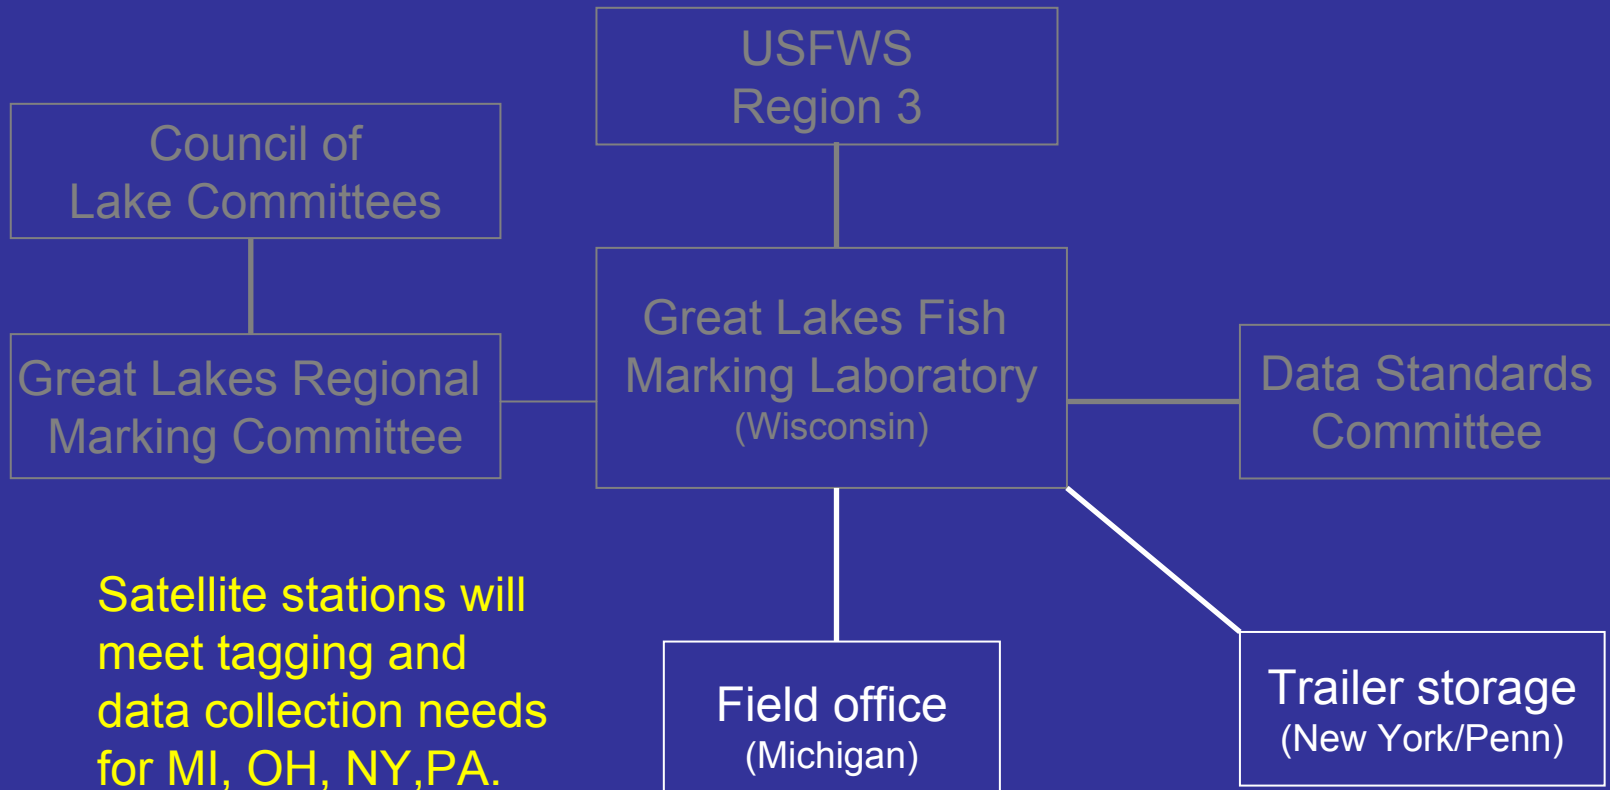 USFWS
Region 3
Council of
Lake Committees
Great Lakes Fish
Marking Laboratory
(Wisconsin)
Great Lakes Regional
Marking Committee
Data Standards
Committee
Satellite stations will
meet tagging and
data collection needs
for MI, OH, NY,PA.
Field office
(Michigan)
Trailer storage
(New York/Penn)